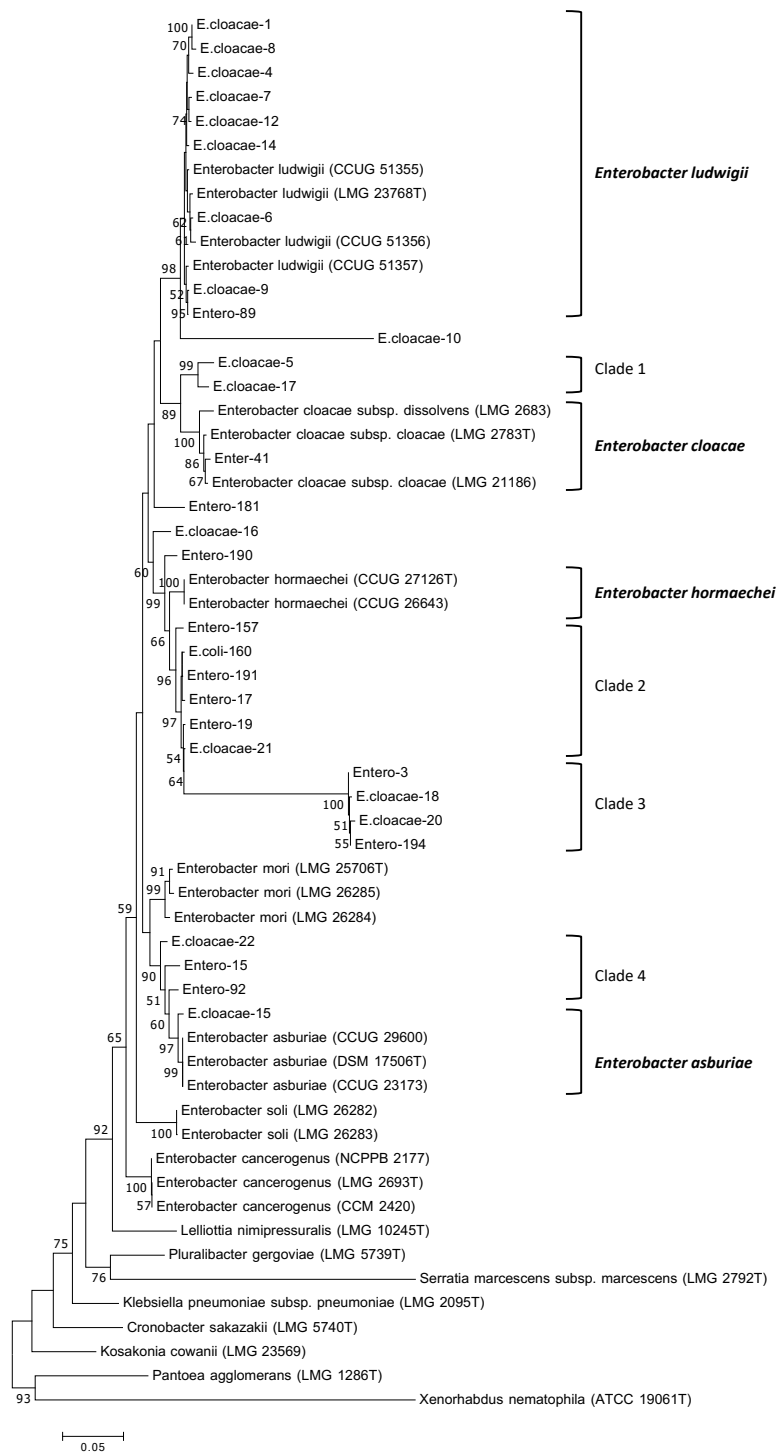 100 E.cloacae-1
70 E.cloacae-8
E.cloacae-4
E.cloacae-7
74 E.cloacae-12
E.cloacae-14
Enterobacter ludwigii (CCUG 51355) Enterobacter ludwigii
Enterobacter ludwigii (LMG 23768T)
62 E.cloacae-6
61 Enterobacter ludwigii (CCUG 51356)
98 Enterobacter ludwigii (CCUG 51357)
52 E.cloacae-9
95 Entero-89
E.cloacae-10
99 E.cloacae-5 Clade 1
E.cloacae-17
89 Enterobacter cloacae subsp. dissolvens (LMG 2683)
100 Enterobacter cloacae subsp. cloacae (LMG 2783T) Enterobacter cloacae
86 Enter-41
67 Enterobacter cloacae subsp. cloacae (LMG 21186)
Entero-181
E.cloacae-16
60 Entero-190
100 Enterobacter hormaechei (CCUG 27126T) Enterobacter hormaechei
99 Enterobacter hormaechei (CCUG 26643)
Entero-157
66 E.coli-160
96 Entero-191 Clade 2
Entero-17
97 Entero-19
54 E.cloacae-21
64 Entero-3
100 E.cloacae-18 Clade 3
51 E.cloacae-20
55 Entero-194
91 Enterobacter mori (LMG 25706T)
99 Enterobacter mori (LMG 26285)
59 Enterobacter mori (LMG 26284)
E.cloacae-22
90 Entero-15 Clade 4
51 Entero-92
60 E.cloacae-15
65 97 Enterobacter asburiae (CCUG 29600)
99 Enterobacter asburiae (DSM 17506T) Enterobacter asburiae
Enterobacter asburiae (CCUG 23173)
Enterobacter soli (LMG 26282)
92 100 Enterobacter soli (LMG 26283)
Enterobacter cancerogenus (NCPPB 2177)
100 Enterobacter cancerogenus (LMG 2693T)
57 Enterobacter cancerogenus (CCM 2420)
Lelliottia nimipressuralis (LMG 10245T)
75 Pluralibacter gergoviae (LMG 5739T)
76 Serratia marcescens subsp. marcescens (LMG 2792T)
Klebsiella pneumoniae subsp. pneumoniae (LMG 2095T)
Cronobacter sakazakii (LMG 5740T)
Kosakonia cowanii (LMG 23569)
Pantoea agglomerans (LMG 1286T)
93 Xenorhabdus nematophila (ATCC 19061T)
0.05